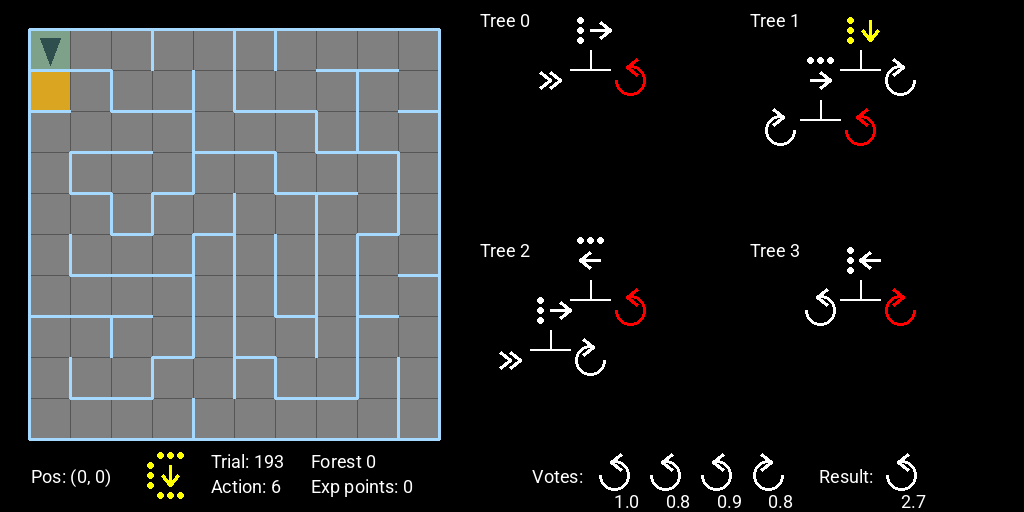 Tree 0
Tree 1
Tree 2
Tree 3
Pos: (0, 0)
Trial: 193
Forest 0
Action: 6
Exp points: 0
Votes:
1.0
0.8
0.9
0.8
Result:
2.7